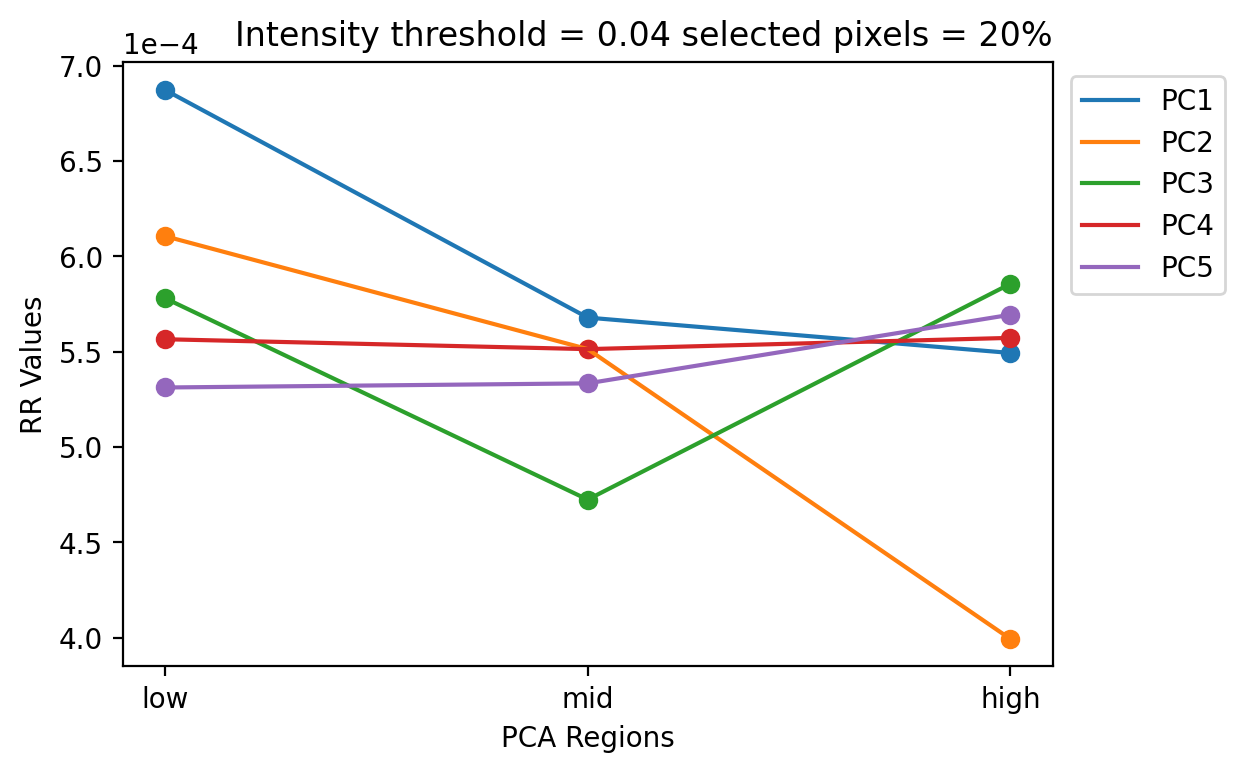 Intensity threshold = 0.04 selected pixels = 20%
1e−4
7.0
6.5
6.0
5.5
5.0
4.5
4.0
RR Values
low mid high
PCA Regions
PC1
PC2
PC3
PC4
PC5